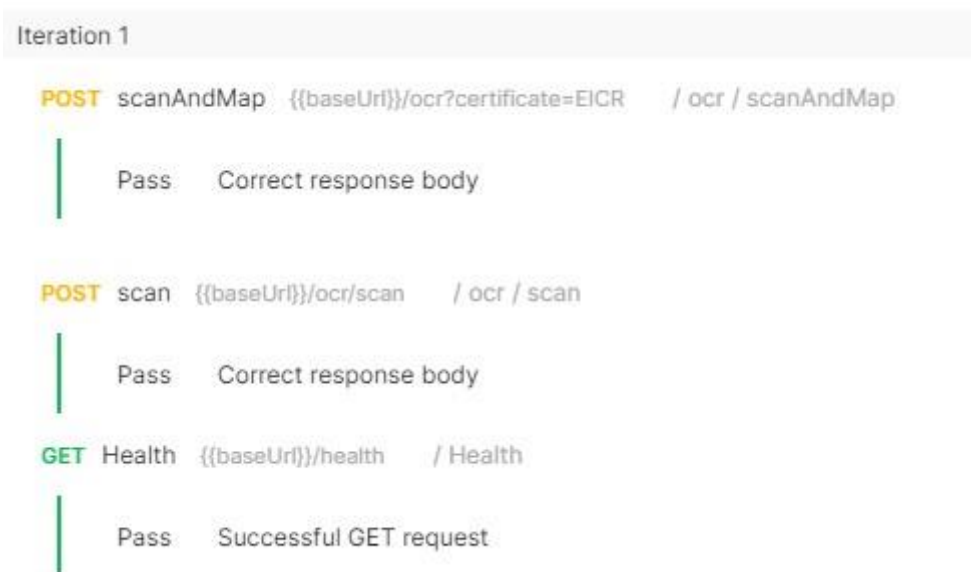 Iteration 1
POST scanAndMap {{baseUrl}}/ocr?certificate=EICR / ocr / scanAndMap
Pass Correct response body
POST scan {{baseUrl}}/ocr/scan / ocr / scan
Pass Correct response body
GET Health {{baseUrl}}/health / Health
Pass Successful GET request